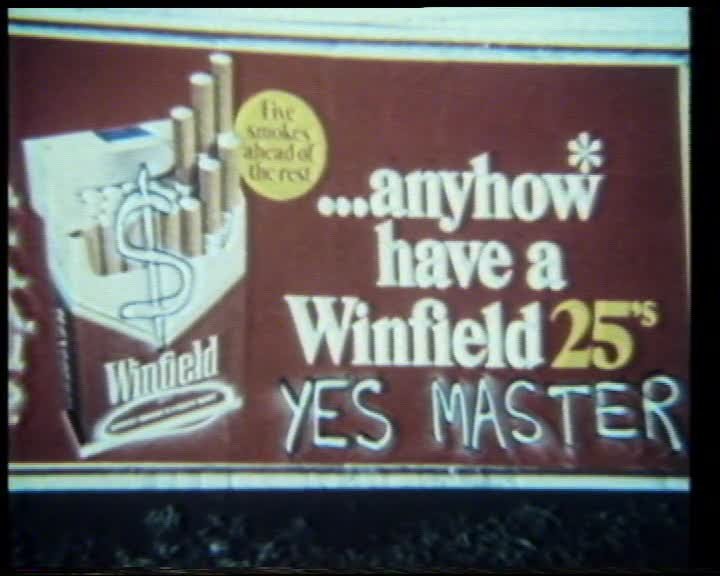 Five
smokes
ahead of
the rest
...anyhow*
have a
Winfield 25's
YES MASTER
Winfield
$